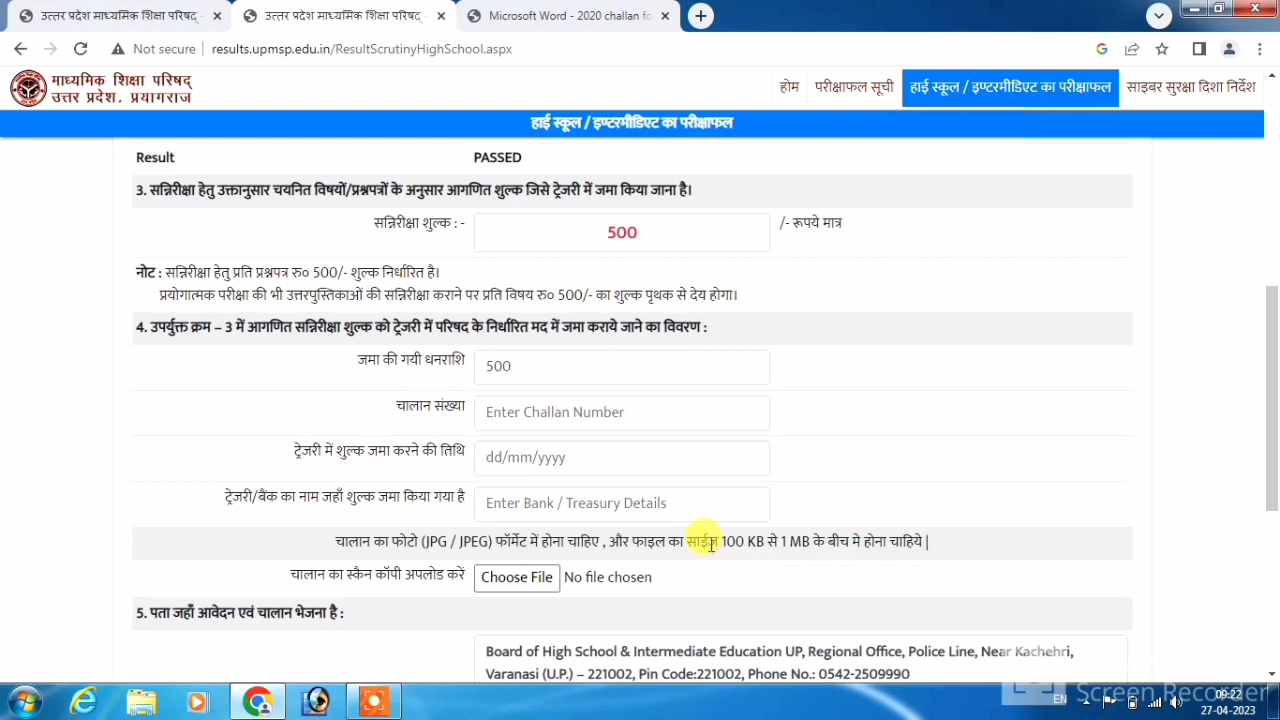 उत्तर प्रदेश माध्यमिक शिक्षा परिषद् -
उत्तर प्रदेश माध्यमिक शिक्षा परिषद्
Microsoft Word - 2020 challan fo
Not secure | results.upmsp.edu.in/ResultScrutinyHighSchool.aspx
माध्यमिक शिक्षा परिषद्
उत्तर प्रदेश, प्रयागराज
होम परीक्षाफल सूची हाई स्कूल / इण्टरमीडिएट का परीक्षाफल साइबर सुरक्षा दिशा निर्देश
हाई स्कूल / इण्टरमीडिएट का परीक्षाफल
Result PASSED
3. सन्निरीक्षा हेतु उक्तानुसार चयनित विषयों/प्रश्नपत्रों के अनुसार आगणित शुल्क जिसे ट्रेजरी में जमा किया जाना है।
सन्निरीक्षा शुल्क : - 500 /- रूपये मात्र
नोट : सन्निरीक्षा हेतु प्रति प्रश्नपत्र रु० 500/- शुल्क निर्धारित है।
प्रयोगात्मक परीक्षा की भी उत्तरपुस्तिकाओं की सन्निरीक्षा कराने पर प्रति विषय रु० 500/- का शुल्क पृथक से देय होगा।
4. उपर्युक्त क्रम – 3 में आगणित सन्निरीक्षा शुल्क को ट्रेजरी में परिषद के निर्धारित मद में जमा कराये जाने का विवरण :
जमा की गयी धनराशि 500
चालान संख्या Enter Challan Number
ट्रेजरी में शुल्क जमा करने की तिथि dd/mm/yyyy
ट्रेजरी/बैंक का नाम जहाँ शुल्क जमा किया गया है Enter Bank / Treasury Details
चालान का फोटो (JPG / JPEG) फॉर्मेट में होना चाहिए , और फाइल का साईज 100 KB से 1 MB के बीच मे होना चाहिये |
चालान का स्कैन कॉपी अपलोड करें Choose File No file chosen
5. पता जहाँ आवेदन एवं चालान भेजना है :
Board of High School & Intermediate Education UP, Regional Office, Police Line, Near Kachehri,
Varanasi (U.P.) – 221002, Pin Code:221002, Phone No.: 0542-2509990
Screen Recorder
EN
09:22
27-04-2023